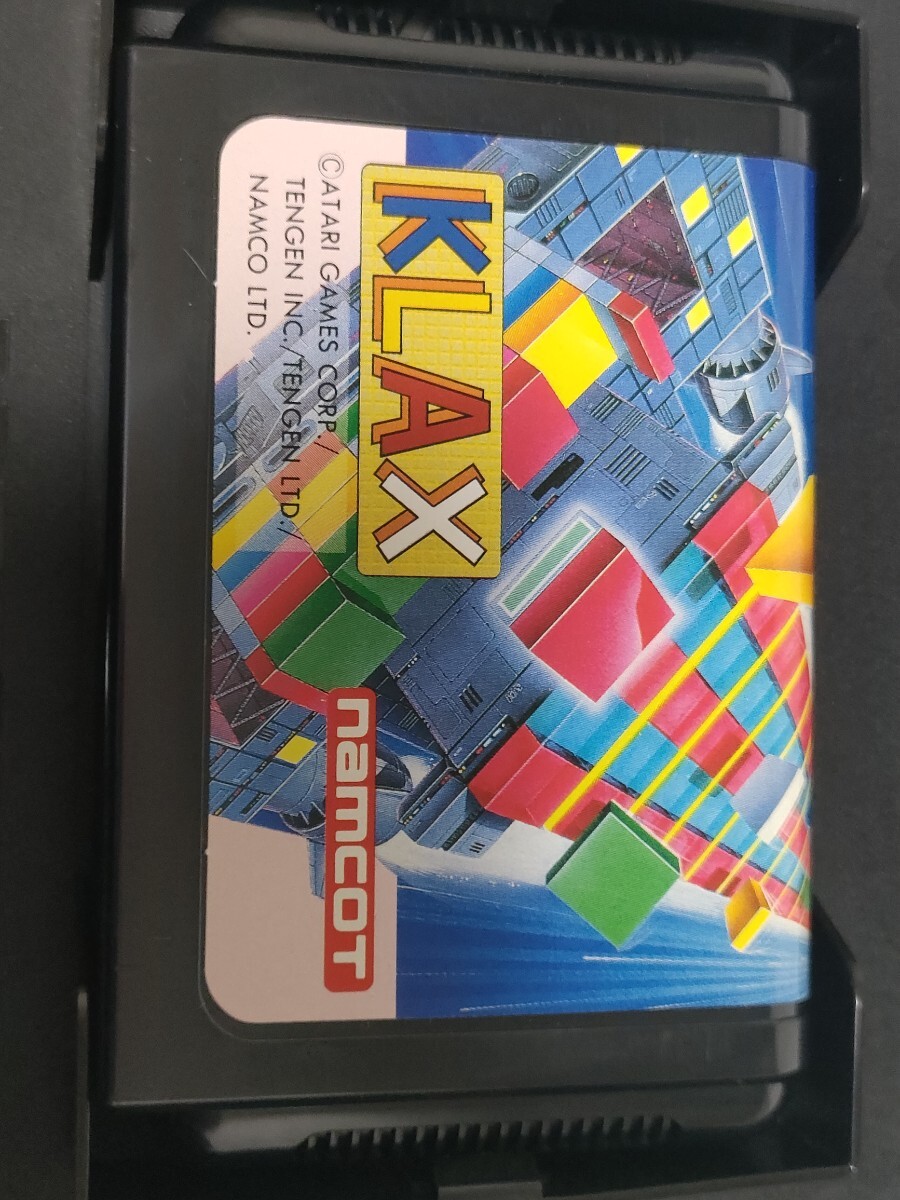 KLAX
©ATARI GAMES CORP./
TENGEN INC./TENGEN LTD./
NAMCO LTD.
namcot